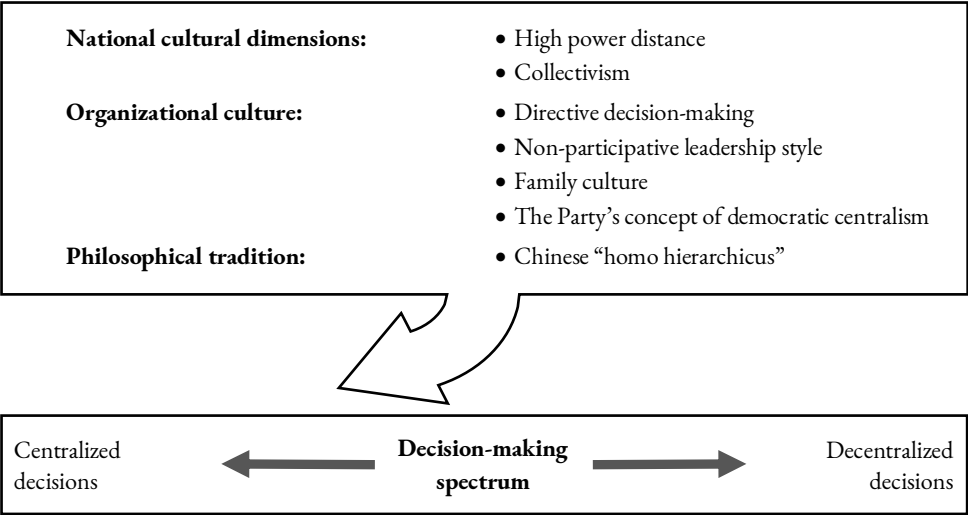 National cultural dimensions:
• High power distance
• Collectivism
Organizational culture:
• Directive decision-making
• Non-participative leadership style
• Family culture
• The Party’s concept of democratic centralism
Philosophical tradition:
• Chinese “homo hierarchicus”
Centralized
decisions
Decision-making
spectrum
Decentralized
decisions